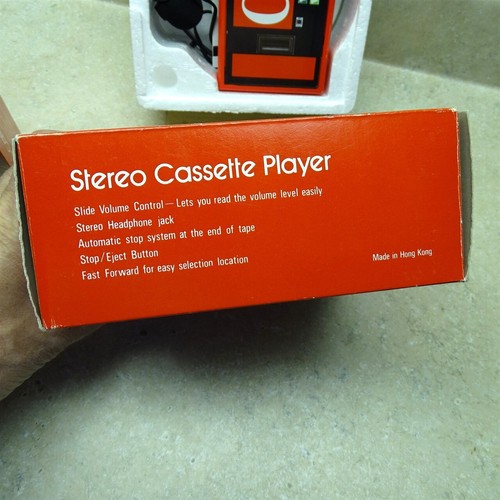 Stereo Cassette Player
Slide Volume Control — Lets you read the volume level easily
Stereo Headphone jack
Automatic stop system at the end of tape
Stop/Eject Button
Fast Forward for easy selection location
Made in Hong Kong